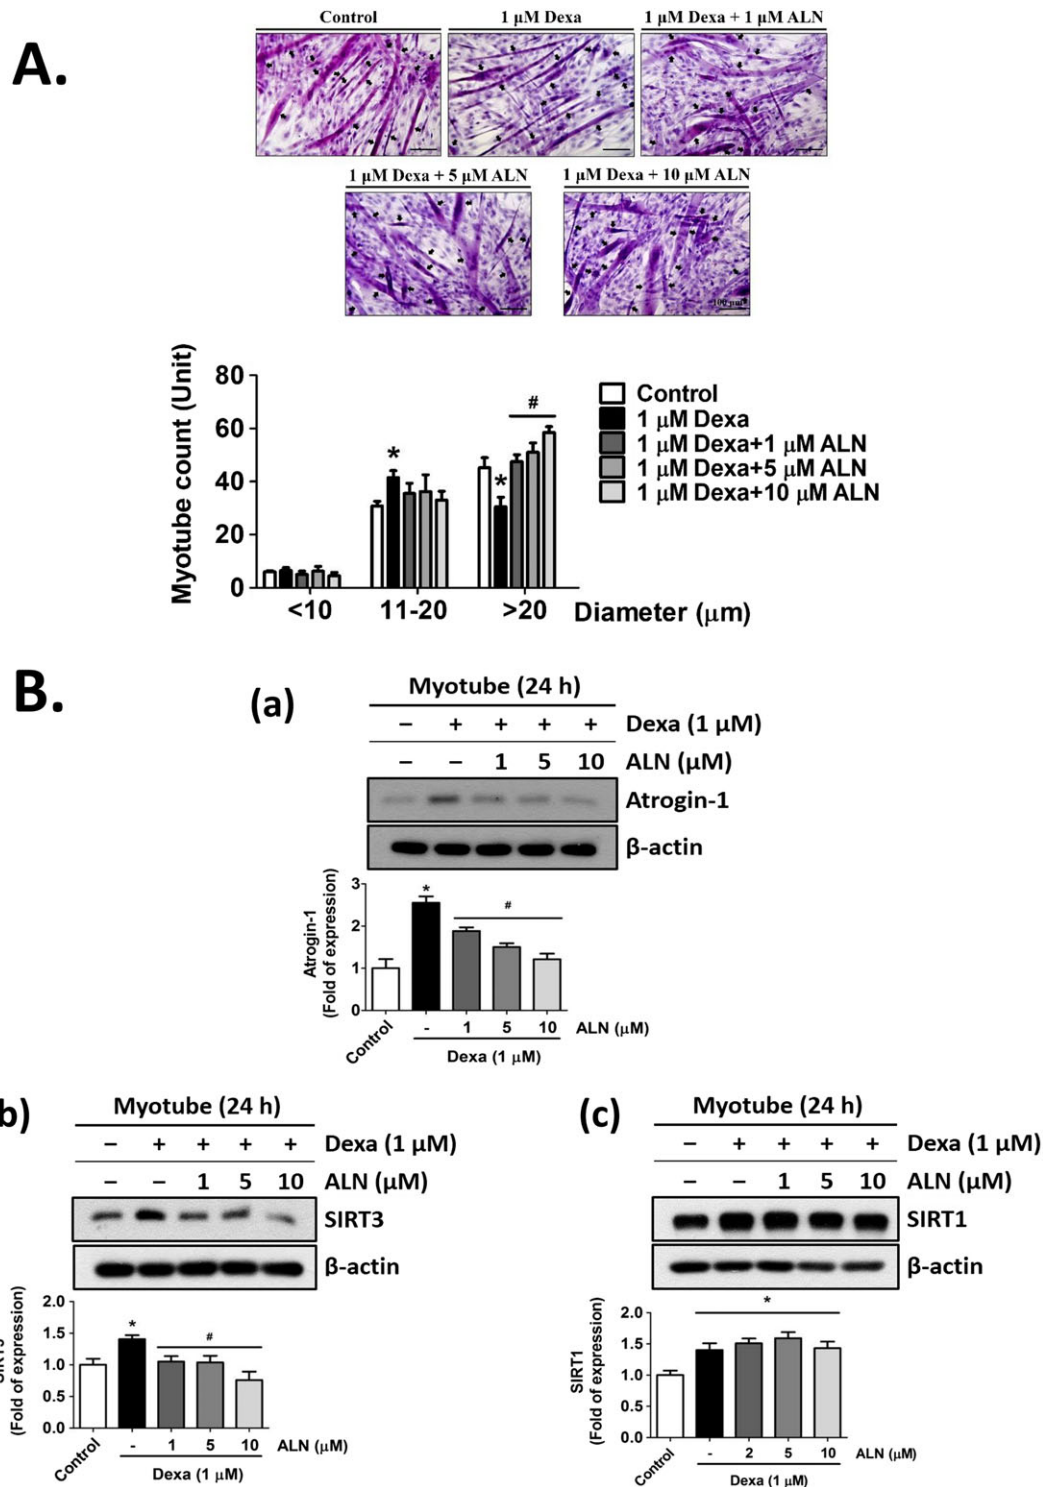 A.
Control
1 μM Dexa
1 μM Dexa + 1 μM ALN
1 μM Dexa + 5 μM ALN
1 μM Dexa + 10 μM ALN
100 μm
Myotube count (Unit)
80
60
40
20
0
*
*
#
<10
11-20
>20
Diameter (μm)
Control
1 μM Dexa
1 μM Dexa+1 μM ALN
1 μM Dexa+5 μM ALN
1 μM Dexa+10 μM ALN
B.
(a)
Myotube (24 h)
– + + + + Dexa (1 μM)
– – 1 5 10 ALN (μM)
Atrogin-1
β-actin
Atrogin-1
(Fold of expression)
3
2
1
0
*
#
Control
- 1 5 10 ALN (μM)
Dexa (1 μM)
b)
Myotube (24 h)
– + + + + Dexa (1 μM)
– – 1 5 10 ALN (μM)
SIRT3
β-actin
SIRT3
(Fold of expression)
2.0
1.5
1.0
0.5
0.0
*
#
Control
- 1 5 10 ALN (μM)
Dexa (1 μM)
(c)
Myotube (24 h)
– + + + + Dexa (1 μM)
– – 1 5 10 ALN (μM)
SIRT1
β-actin
SIRT1
(Fold of expression)
2.0
1.5
1.0
0.5
0.0
*
Control
- 2 5 10 ALN (μM)
Dexa (1 μM)